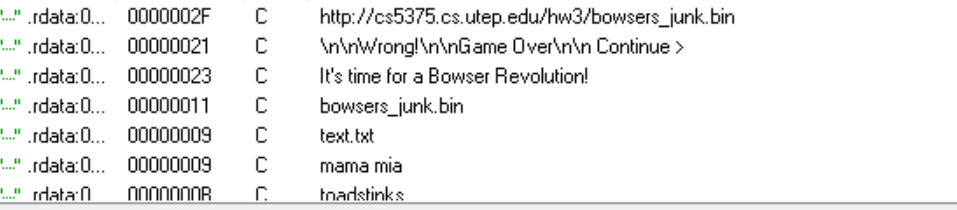 "..." .rdata:0... 0000002F C http://cs5375.cs.utep.edu/hw3/bowsers_junk.bin
"..." .rdata:0... 00000021 C \n\nWrong!\n\nGame Over\n\n Continue >
"..." .rdata:0... 00000023 C It's time for a Bowser Revolution!
"..." .rdata:0... 00000011 C bowsers_junk.bin
"..." .rdata:0... 00000009 C text.txt
"..." .rdata:0... 00000009 C mama mia
"..." .rdata:0... 0000000B C toadstinks